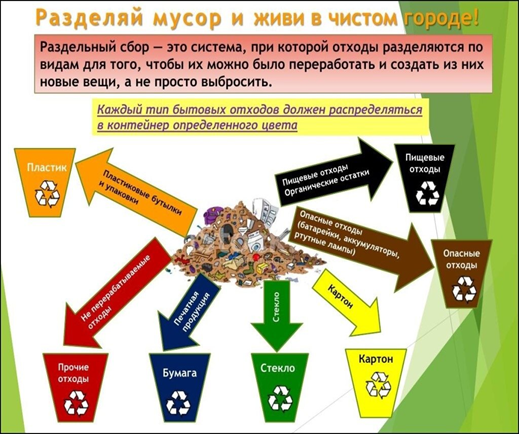 Разделяй мусор и живи в чистом городе!
Раздельный сбор — это система, при которой отходы разделяются по
видам для того, чтобы их можно было переработать и создать из них
новые вещи, а не просто выбросить.
Каждый тип бытовых отходов должен распределяться
в контейнер определенного цвета
Пластик
Пластиковые бутылки
и упаковки
Пищевые отходы
Органические остатки
Пищевые
отходы
Опасные отходы
(батарейки, аккумуляторы,
ртутные лампы)
Опасные
отходы
Не перерабатываемые
отходы
Печатная
продукция
Стекло
Картон
Прочие
отходы
Бумага
Стекло
Картон